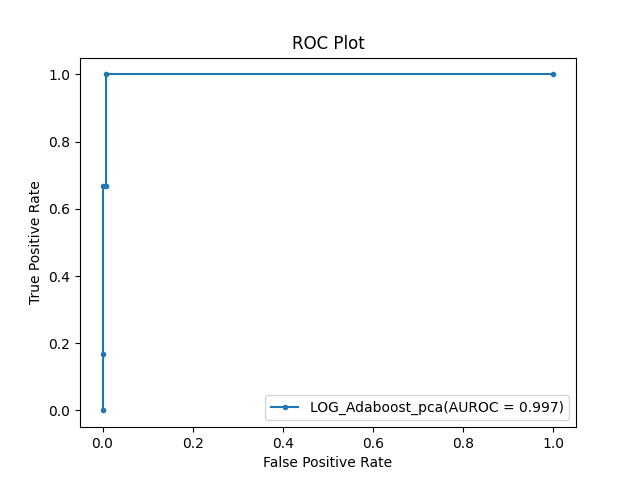 ROC Plot
1.0
0.8
0.6
0.4
0.2
0.0
True Positive Rate
LOG_Adaboost_pca(AUROC = 0.997)
0.0 0.2 0.4 0.6 0.8 1.0
False Positive Rate